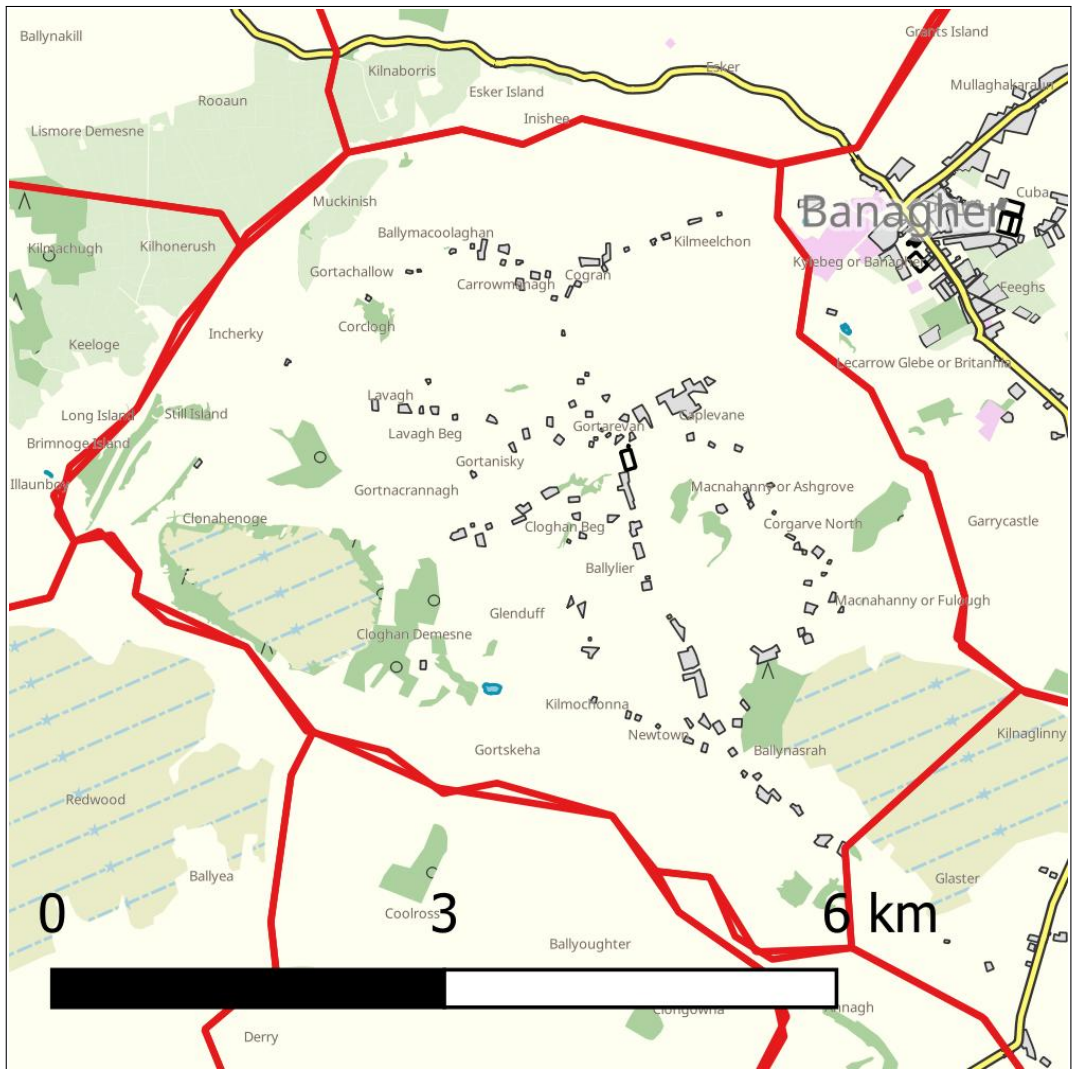 Ballynakill
Grants Island
Kilnaborris
Esker
Rooaun
Esker Island
Mullaghakaraun
Inishee
Lismore Demesne
Cuba
Muckinish
Banagher
Ballymacoolaghan
Kilmeelchon
Kilmachugh
Kilhonerush
Kylebeg or Banagher
Gortachallow
Cogran
Carrowmanagh
Feeghs
Corclogh
Incherky
Keeloge
Lecarrow Glebe or Britannia
Lavagh
Long Island
Still Island
Caplevane
Gortarevan
Lavagh Beg
Brimnoge Island
Gortanisky
Illaunboy
Gortnacrannagh
Macnahanny or Ashgrove
Clonahenoge
Cloghan Beg
Corgarve North
Garrycastle
Ballylier
Macnahanny or Fulough
Glenduff
Cloghan Demesne
Kilmochonna
Newtown
Kilnaglinny
Gortskeha
Ballynasrah
Redwood
Ballyea
Glaster
Coolross
0 3 6 km
Ballyoughter
Clongowna
Annagh
Derry